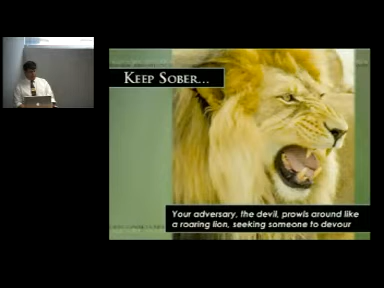 KEEP SOBER...
Your adversary, the devil, prowls around like
a roaring lion, seeking someone to devour